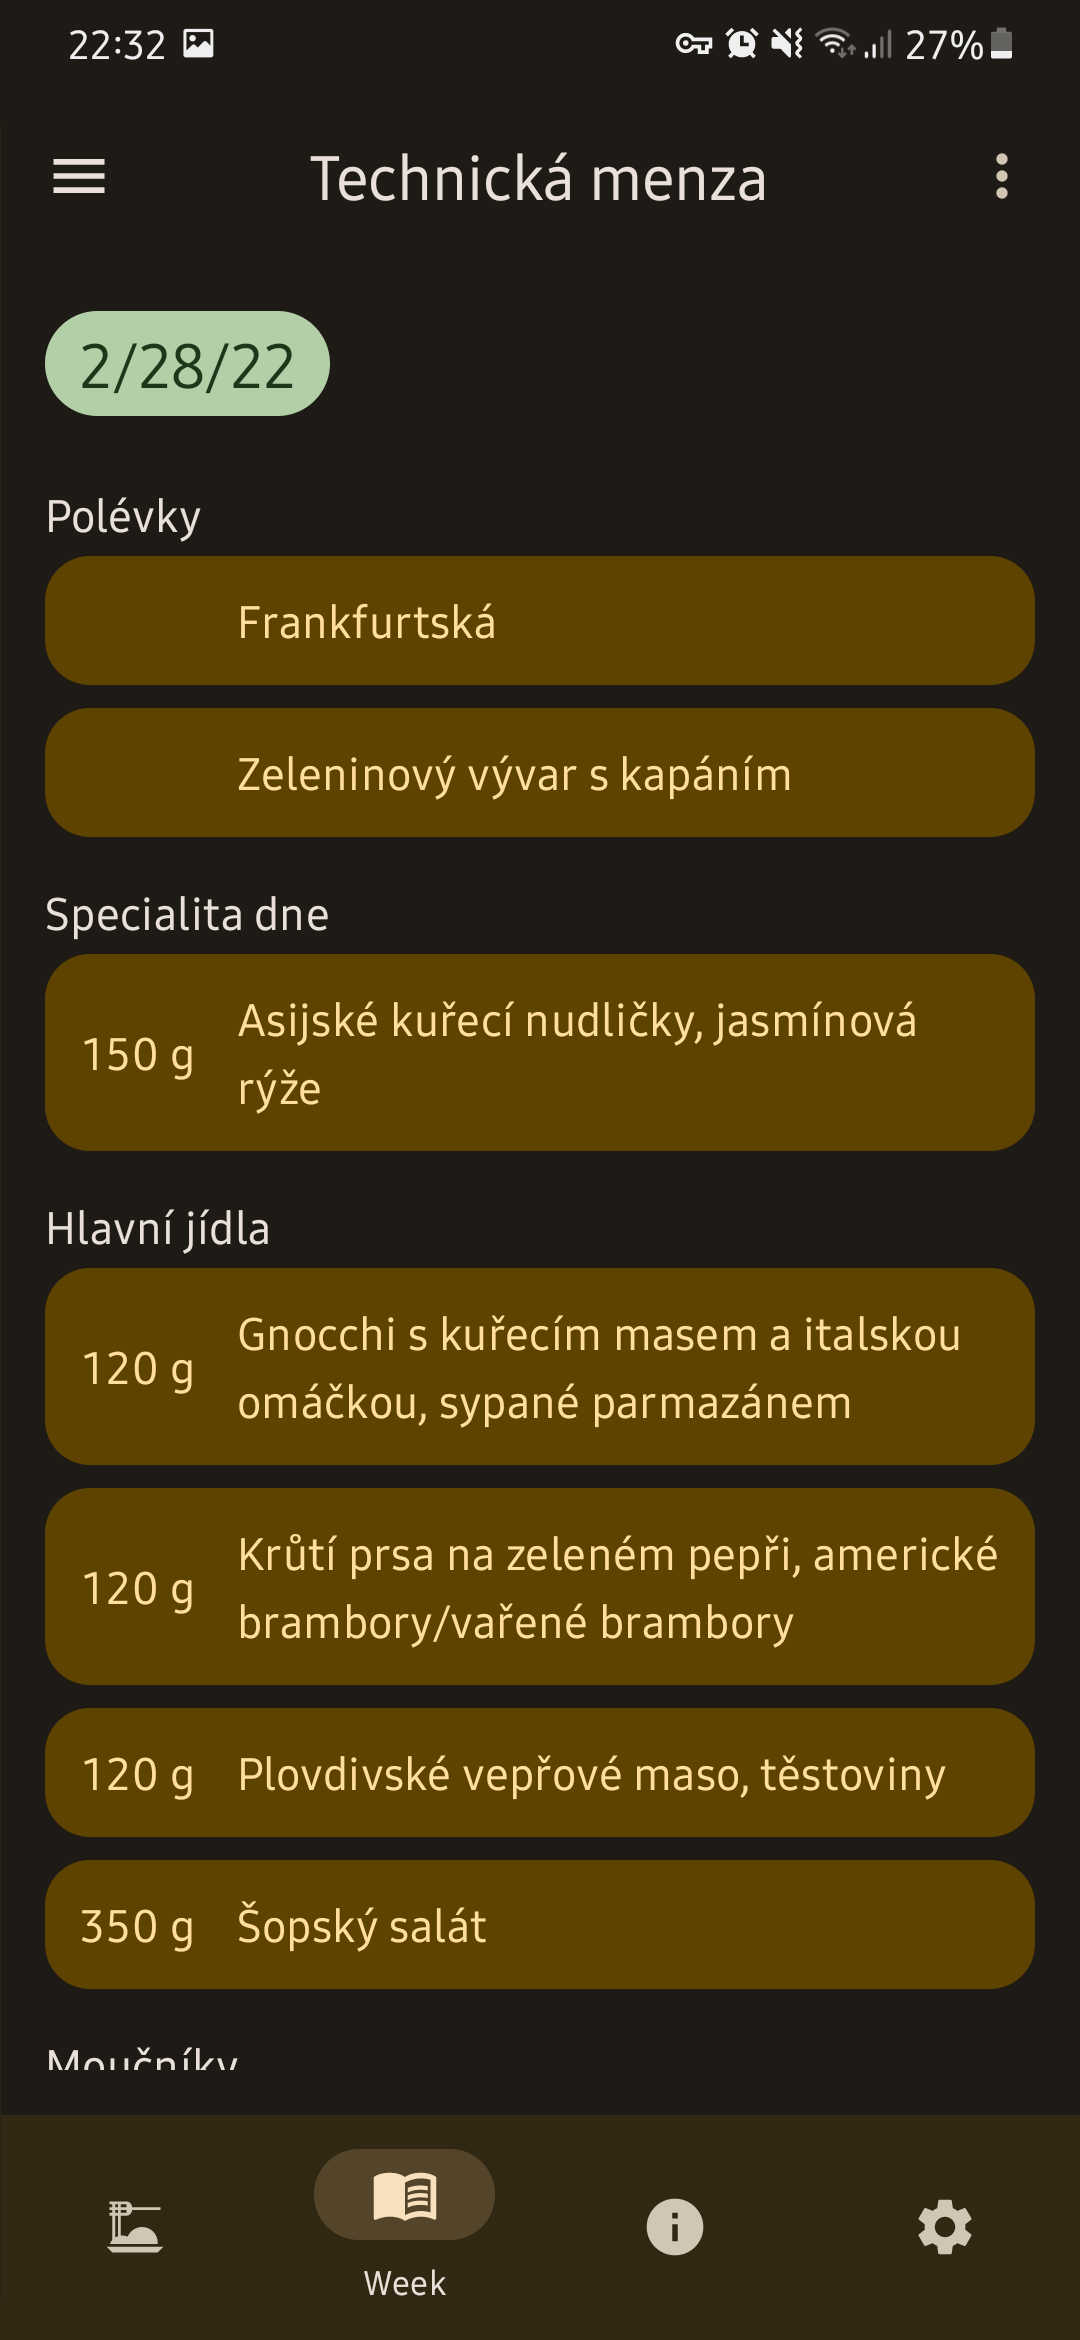 22:32
27%
Technická menza
2/28/22
Polévky
Frankfurtská
Zeleninový vývar s kapáním
Specialita dne
150 g
Asijské kuřecí nudličky, jasmínová
rýže
Hlavní jídla
120 g
Gnocchi s kuřecím masem a italskou
omáčkou, sypané parmazánem
120 g
Krůtí prsa na zeleném pepři, americké
brambory/vařené brambory
120 g
Plovdivské vepřové maso, těstoviny
350 g
Šopský salát
Moučníky
Week